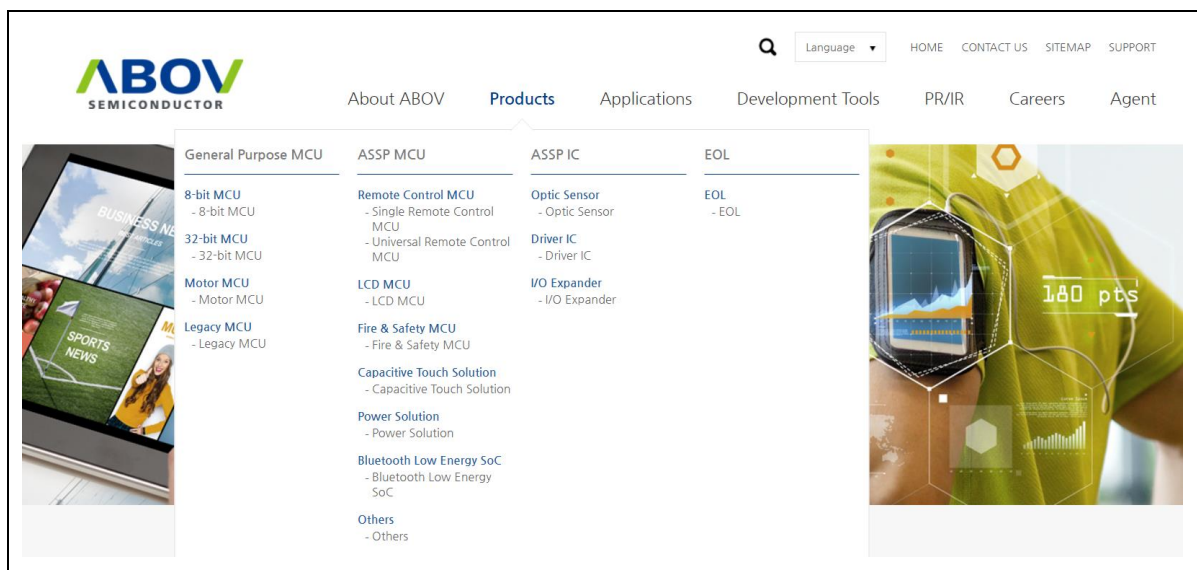 Language ▼
HOME CONTACT US SITEMAP SUPPORT
ABOV
SEMICONDUCTOR
About ABOV Products Applications Development Tools PR/IR Careers Agent
General Purpose MCU
8-bit MCU
- 8-bit MCU
32-bit MCU
- 32-bit MCU
Motor MCU
- Motor MCU
Legacy MCU
- Legacy MCU
ASSP MCU
Remote Control MCU
- Single Remote Control
MCU
- Universal Remote Control
MCU
LCD MCU
- LCD MCU
Fire & Safety MCU
- Fire & Safety MCU
Capacitive Touch Solution
- Capacitive Touch Solution
Power Solution
- Power Solution
Bluetooth Low Energy SoC
- Bluetooth Low Energy
SoC
Others
- Others
ASSP IC
Optic Sensor
- Optic Sensor
Driver IC
- Driver IC
I/O Expander
- I/O Expander
EOL
EOL
- EOL
BUSINESS NE
SPORTS
NEWS
180 pts